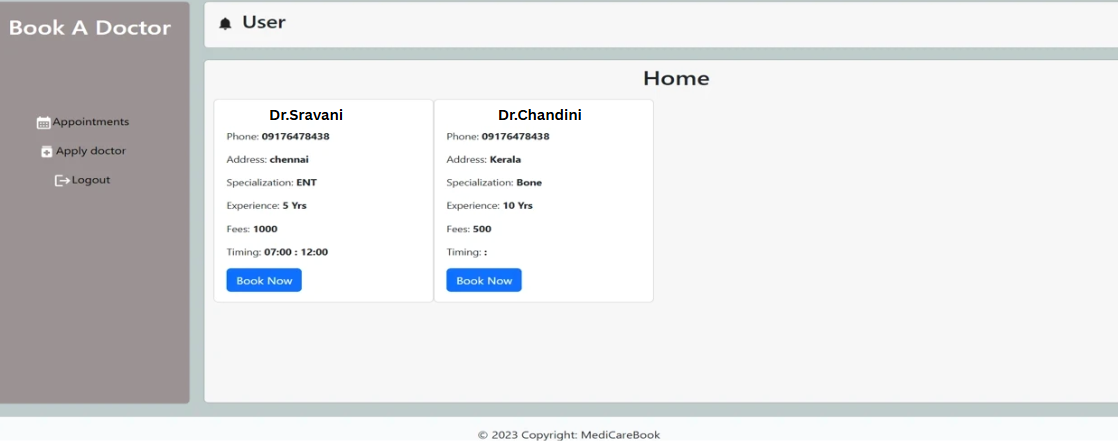 Book A Doctor
Appointments
Apply doctor
Logout
User
Home
Dr.Sravani
Phone: 09176478438
Address: chennai
Specialization: ENT
Experience: 5 Yrs
Fees: 1000
Timing: 07:00 : 12:00
Book Now
Dr.Chandini
Phone: 09176478438
Address: Kerala
Specialization: Bone
Experience: 10 Yrs
Fees: 500
Timing: :
Book Now
© 2023 Copyright: MediCareBook